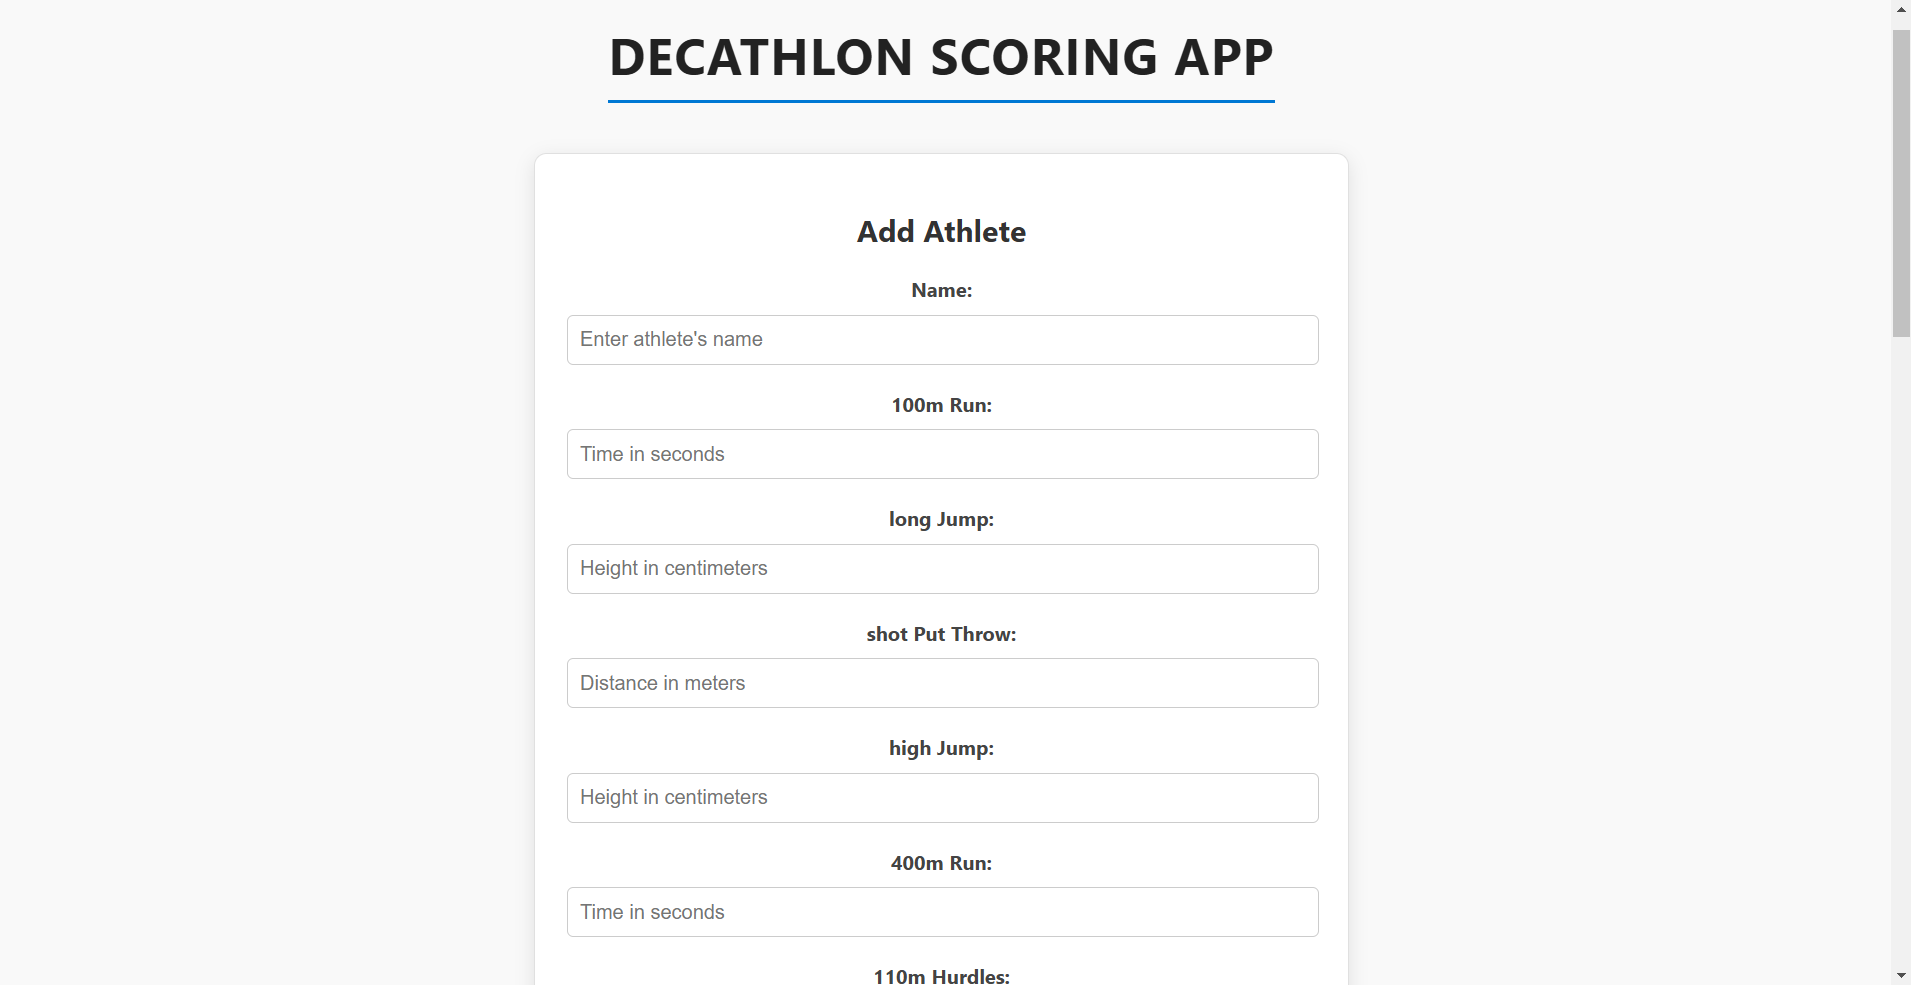 DECATHLON SCORING APP
Add Athlete
Name:
Enter athlete's name
100m Run:
Time in seconds
long Jump:
Height in centimeters
shot Put Throw:
Distance in meters
high Jump:
Height in centimeters
400m Run:
Time in seconds
110m Hurdles: